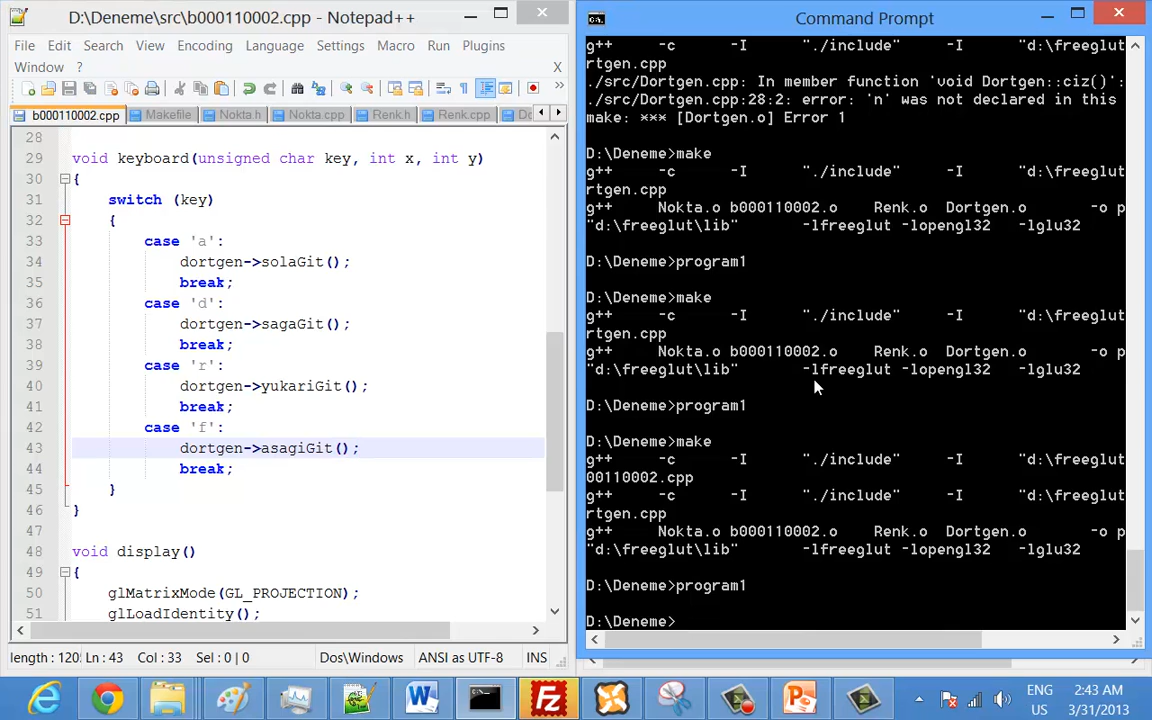 D:\Deneme\src\b000110002.cpp - Notepad++
File Edit Search View Encoding Language Settings Macro Run Plugins
Window ? X
b000110002.cpp Makefile Nokta.h Nokta.cpp Renk.h Renk.cpp Do
28
29 void keyboard(unsigned char key, int x, int y)
30 {
31 switch (key)
32 {
33 case 'a':
34 dortgen->solaGit();
35 break;
36 case 'd':
37 dortgen->sagaGit();
38 break;
39 case 'r':
40 dortgen->yukariGit();
41 break;
42 case 'f':
43 dortgen->asagiGit();
44 break;
45 }
46 }
47
48 void display()
49 {
50 glMatrixMode(GL_PROJECTION);
51 glLoadIdentity();
length : 1205 Ln : 43 Col : 33 Sel : 0 | 0 Dos\Windows ANSI as UTF-8 INS
Command Prompt
g++ -c -I "./include" -I "d:\freeglut
rtgen.cpp
./src/Dortgen.cpp: In member function 'void Dortgen::ciz()':
./src/Dortgen.cpp:28:2: error: 'n' was not declared in this
make: *** [Dortgen.o] Error 1
D:\Deneme>make
g++ -c -I "./include" -I "d:\freeglut
rtgen.cpp
g++ Nokta.o b000110002.o Renk.o Dortgen.o -o p
"d:\freeglut\lib" -lfreeglut -lopengl32 -lglu32
D:\Deneme>program1
D:\Deneme>make
g++ -c -I "./include" -I "d:\freeglut
rtgen.cpp
g++ Nokta.o b000110002.o Renk.o Dortgen.o -o p
"d:\freeglut\lib" -lfreeglut -lopengl32 -lglu32
D:\Deneme>program1
D:\Deneme>make
g++ -c -I "./include" -I "d:\freeglut
00110002.cpp
g++ -c -I "./include" -I "d:\freeglut
rtgen.cpp
g++ Nokta.o b000110002.o Renk.o Dortgen.o -o p
"d:\freeglut\lib" -lfreeglut -lopengl32 -lglu32
D:\Deneme>program1
D:\Deneme>
ENG 2:43 AM
US 3/31/2013